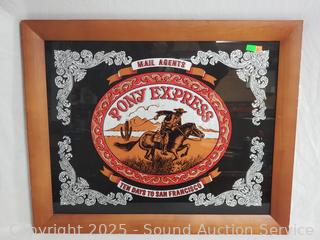 MAIL AGENTS
PONY EXPRESS
TEN DAYS TO SAN FRANCISCO
Copyright © 2025 - Sound Auction Service